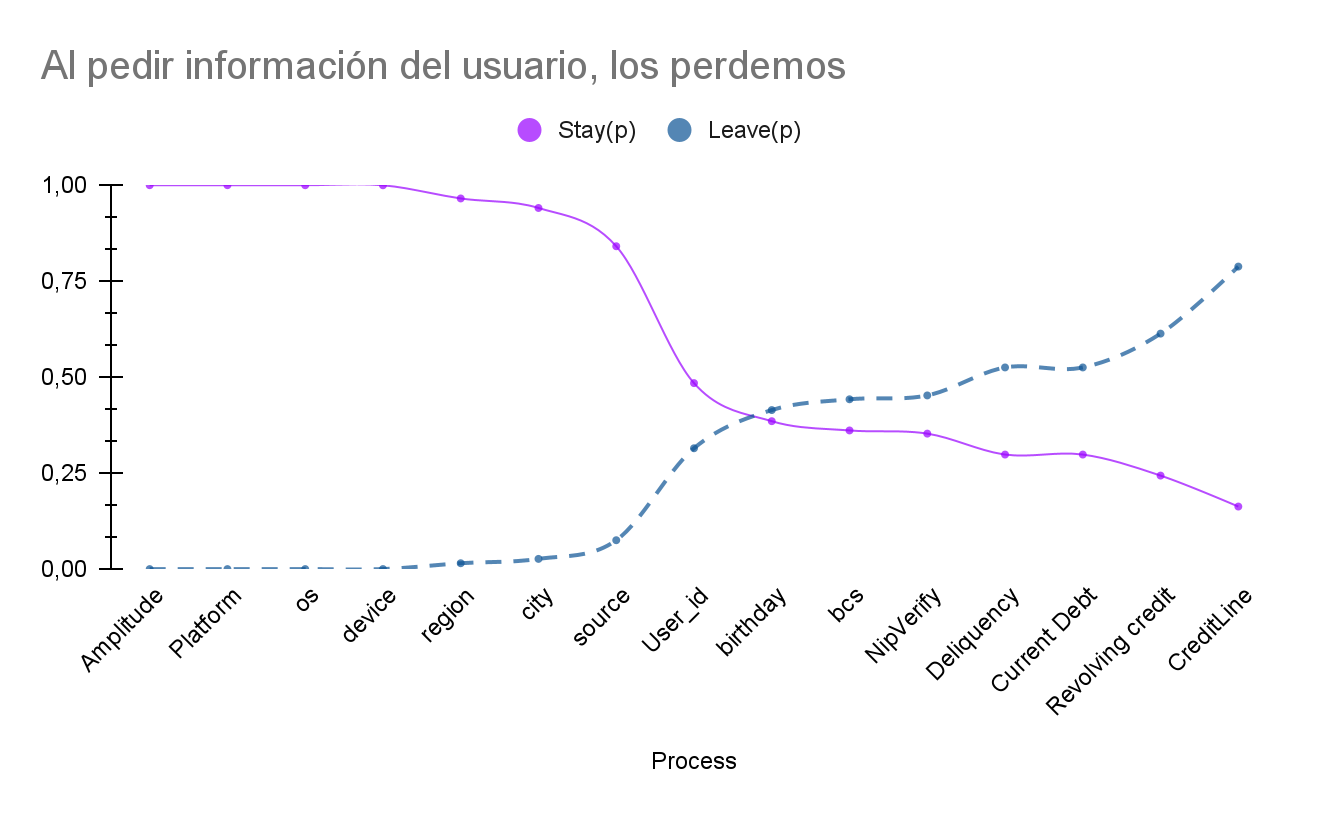 Al pedir información del usuario, los perdemos
Stay(p) Leave(p)
1,00
0,75
0,50
0,25
0,00
Amplitude
Platform
os
device
region
city
source
User_id
birthday
bcs
NipVerify
Deliquency
Current Debt
Revolving credit
CreditLine
Process